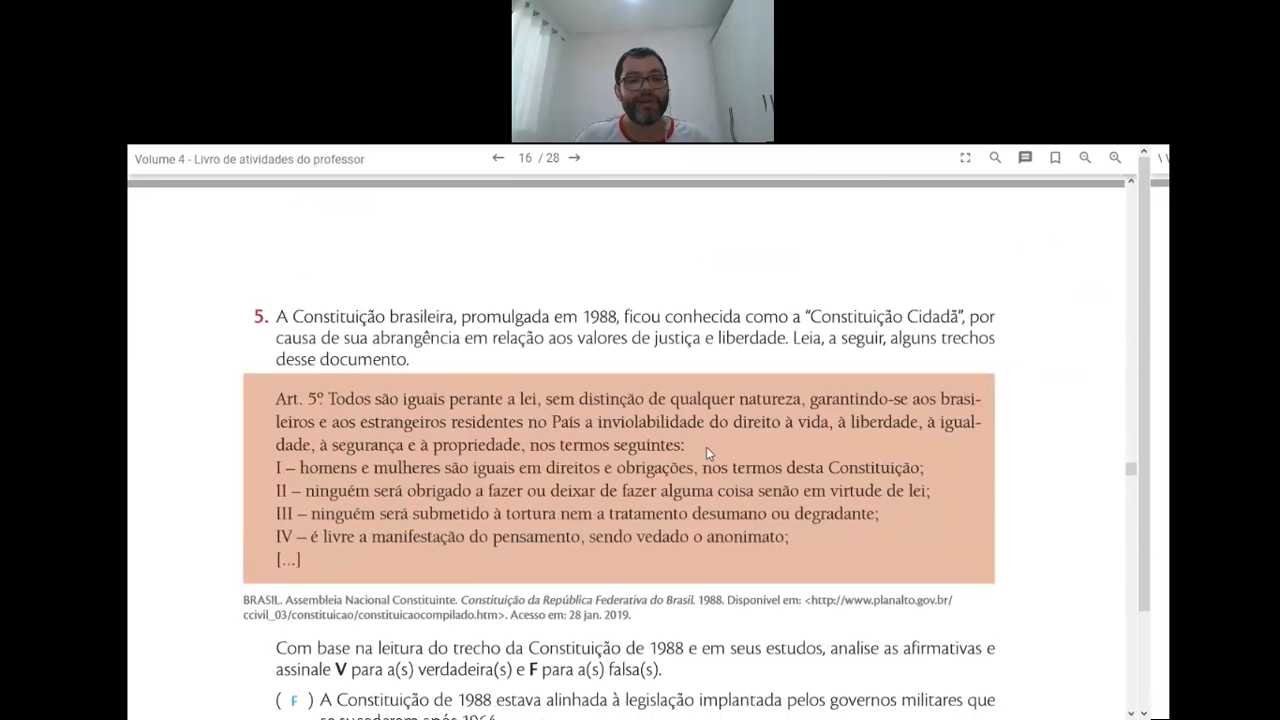 Volume 4 - Livro de atividades do professor
16 / 28
5. A Constituição brasileira, promulgada em 1988, ficou conhecida como a “Constituição Cidadã”, por
causa de sua abrangência em relação aos valores de justiça e liberdade. Leia, a seguir, alguns trechos
desse documento.
Art. 5º Todos são iguais perante a lei, sem distinção de qualquer natureza, garantindo-se aos brasi-
leiros e aos estrangeiros residentes no País a inviolabilidade do direito à vida, à liberdade, à igual-
dade, à segurança e à propriedade, nos termos seguintes:
I – homens e mulheres são iguais em direitos e obrigações, nos termos desta Constituição;
II – ninguém será obrigado a fazer ou deixar de fazer alguma coisa senão em virtude de lei;
III – ninguém será submetido à tortura nem a tratamento desumano ou degradante;
IV – é livre a manifestação do pensamento, sendo vedado o anonimato;
[...]
BRASIL. Assembleia Nacional Constituinte. Constituição da República Federativa do Brasil. 1988. Disponível em: <http://www.planalto.gov.br/
ccivil_03/constituicao/constituicaocompilado.htm>. Acesso em: 28 jan. 2019.
Com base na leitura do trecho da Constituição de 1988 e em seus estudos, analise as afirmativas e
assinale V para a(s) verdadeira(s) e F para a(s) falsa(s).
( F ) A Constituição de 1988 estava alinhada à legislação implantada pelos governos militares que